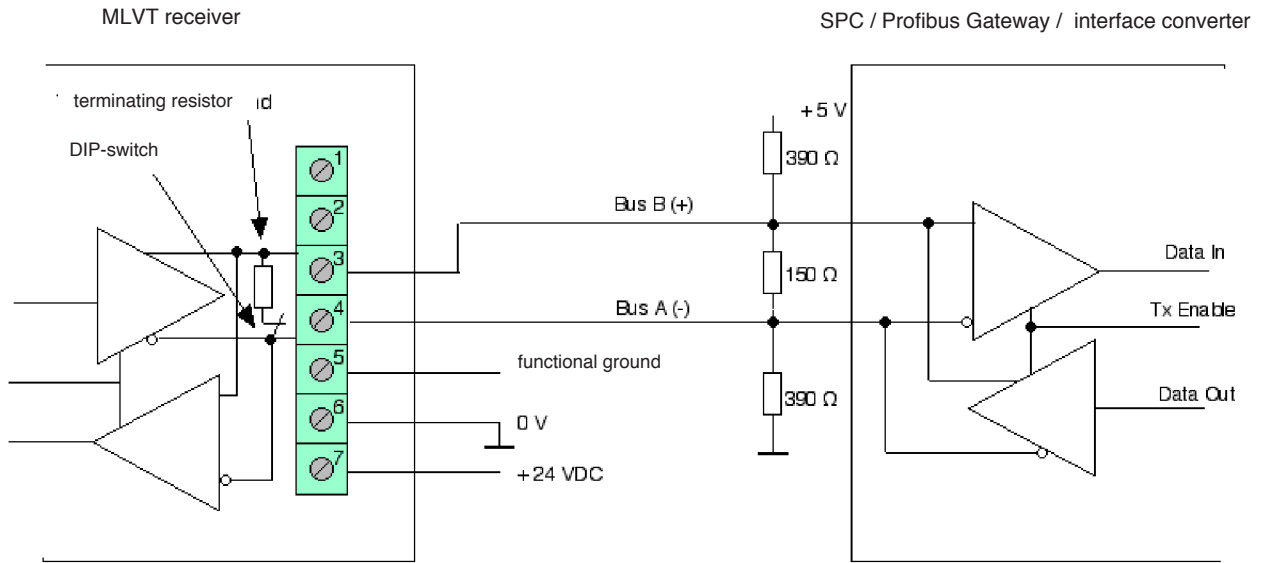 MLVT receiver
SPC / Profibus Gateway / interface converter
terminating resistor
DIP-switch
1
2
3
4
5
6
7
Bus B (+)
Bus A (-)
functional ground
0 V
+24 VDC
+5 V
390 Ω
150 Ω
390 Ω
Data In
Tx Enable
Data Out